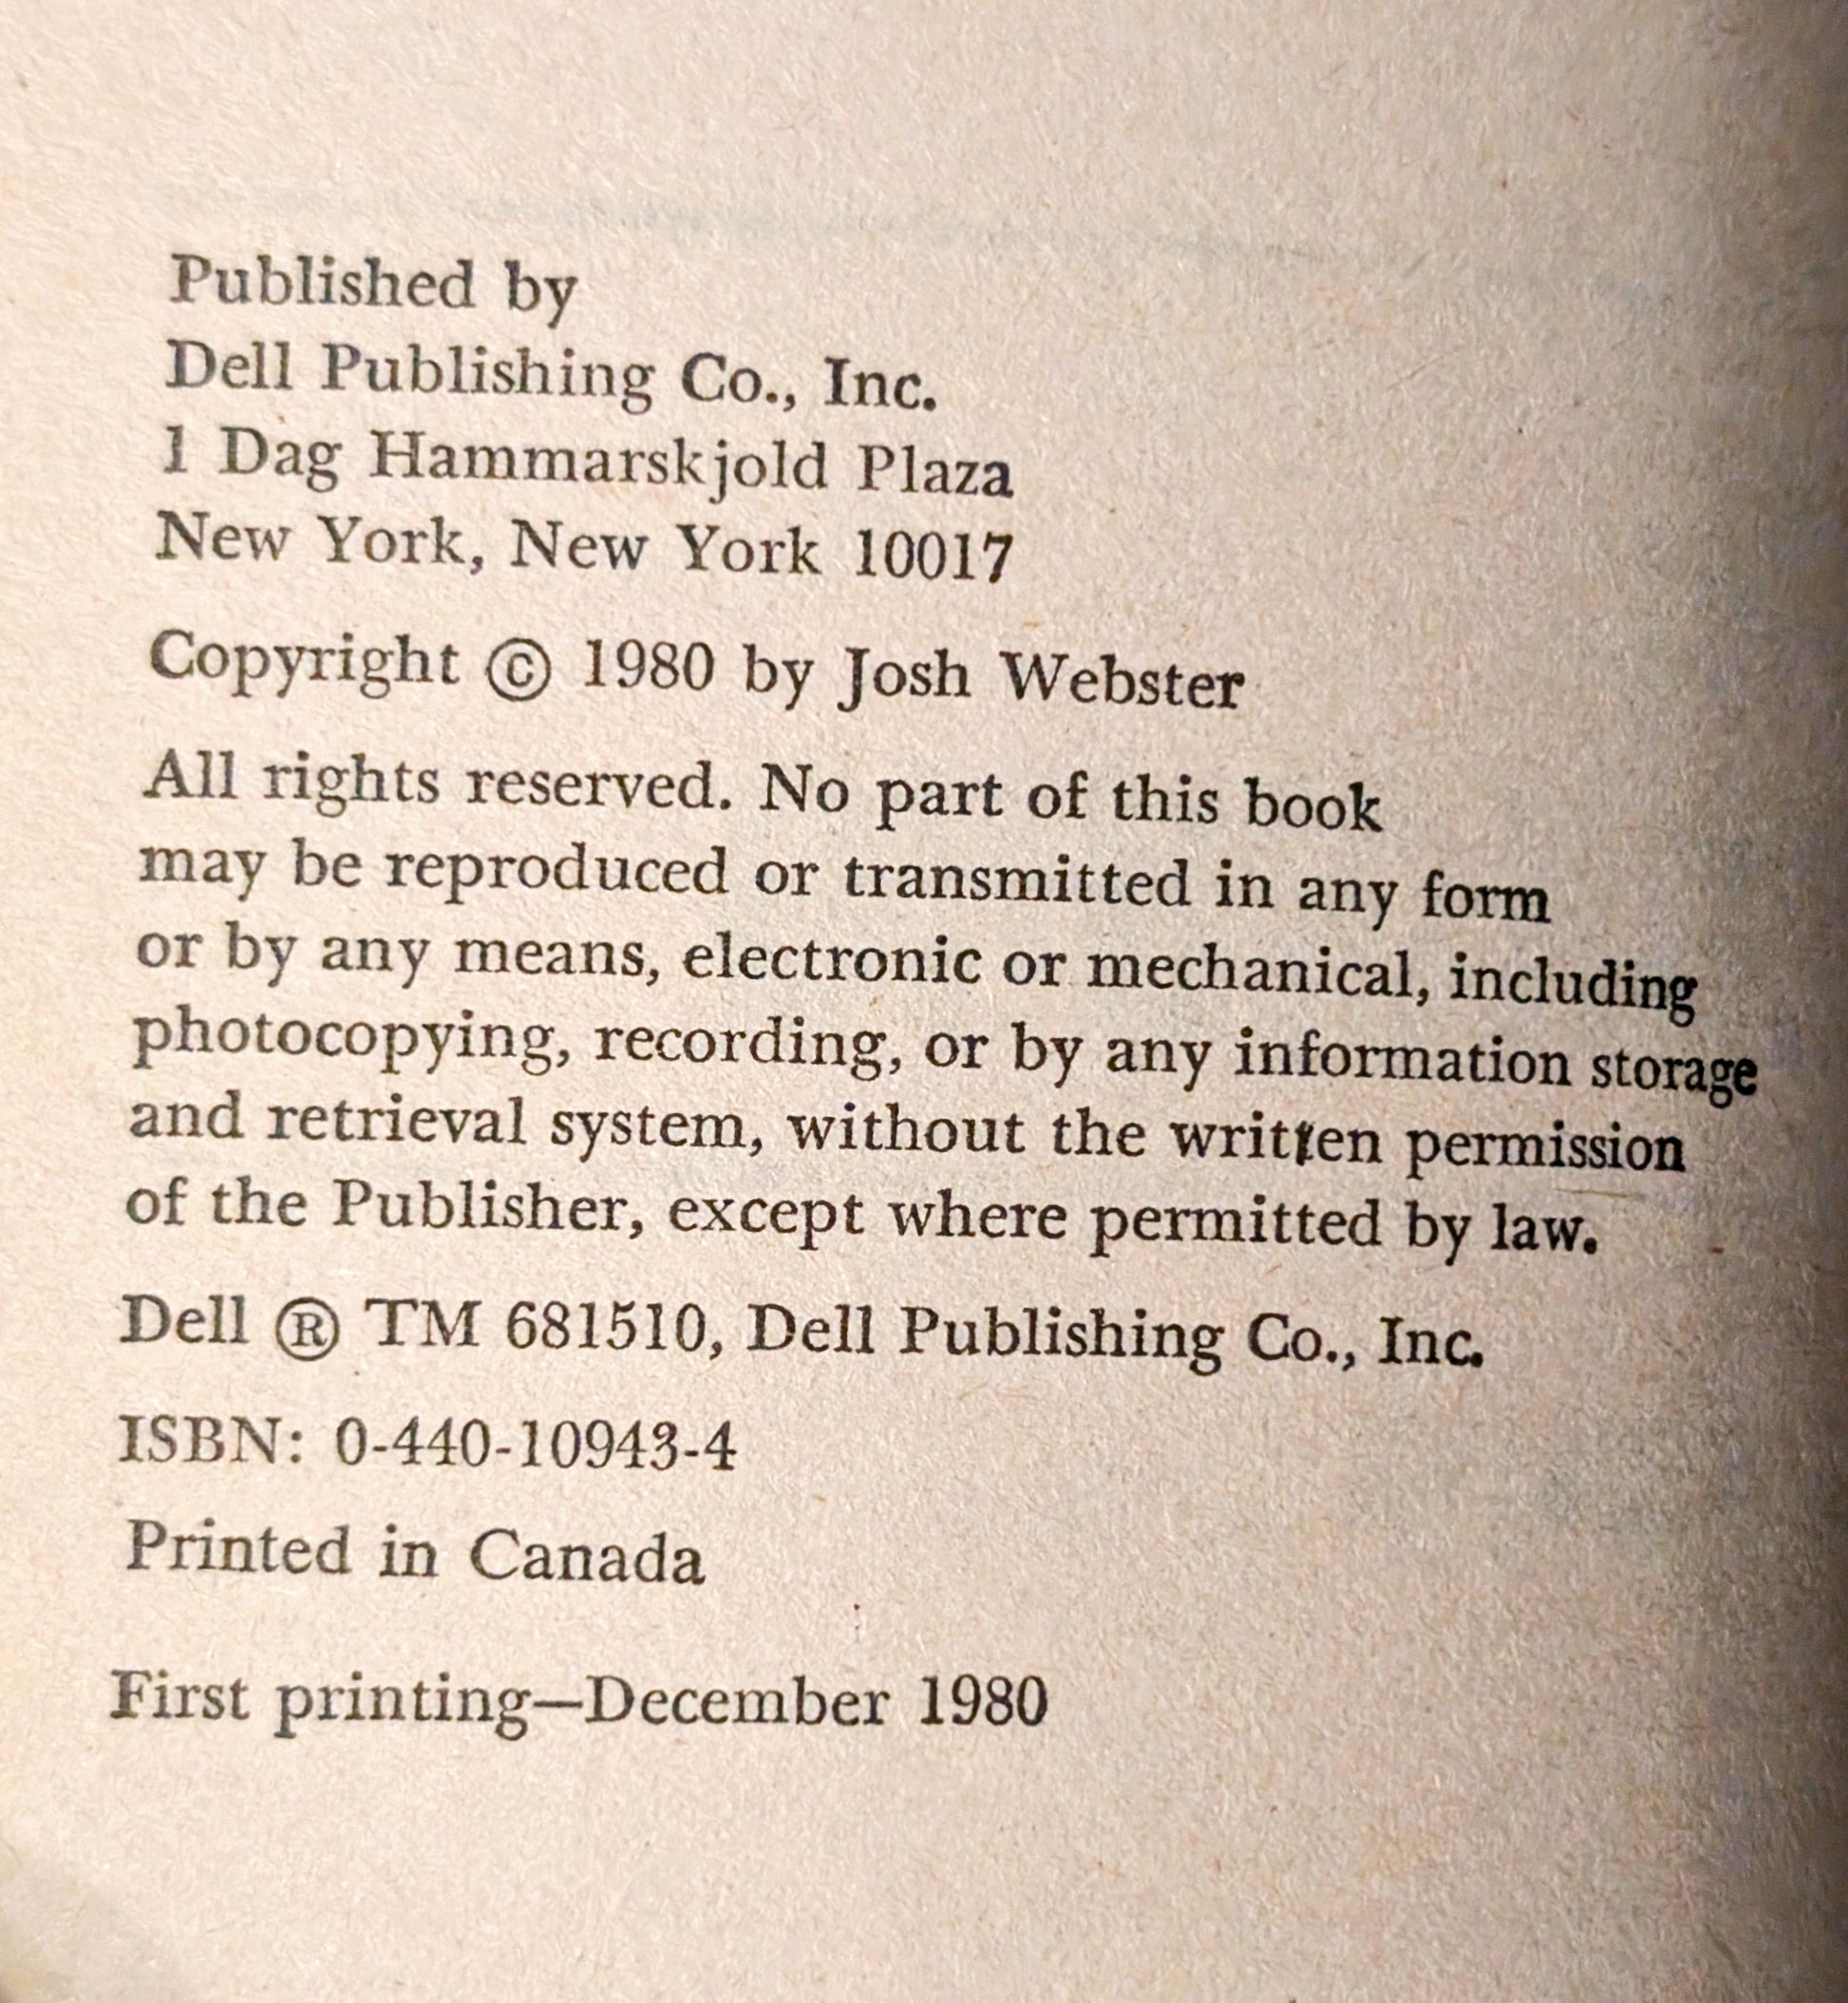 Published by
Dell Publishing Co., Inc.
1 Dag Hammarskjold Plaza
New York, New York 10017
Copyright © 1980 by Josh Webster
All rights reserved. No part of this book
may be reproduced or transmitted in any form
or by any means, electronic or mechanical, including
photocopying, recording, or by any information storage
and retrieval system, without the written permission
of the Publisher, except where permitted by law.
Dell ® TM 681510, Dell Publishing Co., Inc.
ISBN: 0-440-10943-4
Printed in Canada
First printing—December 1980